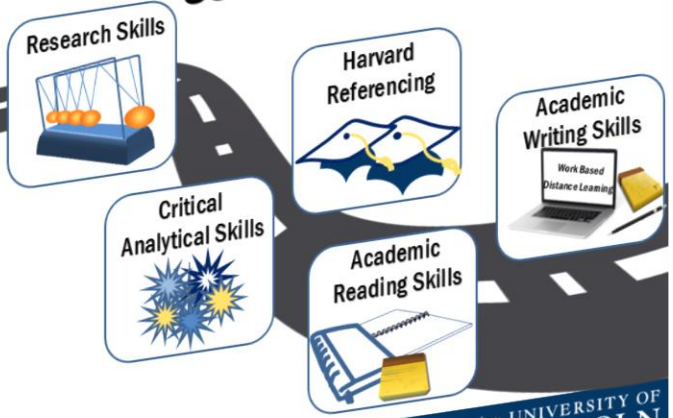 Research Skills
Harvard
Referencing
Academic
Writing Skills
Work Based
Distance Learning
Critical
Analytical Skills
Academic
Reading Skills
UNIVERSITY OF